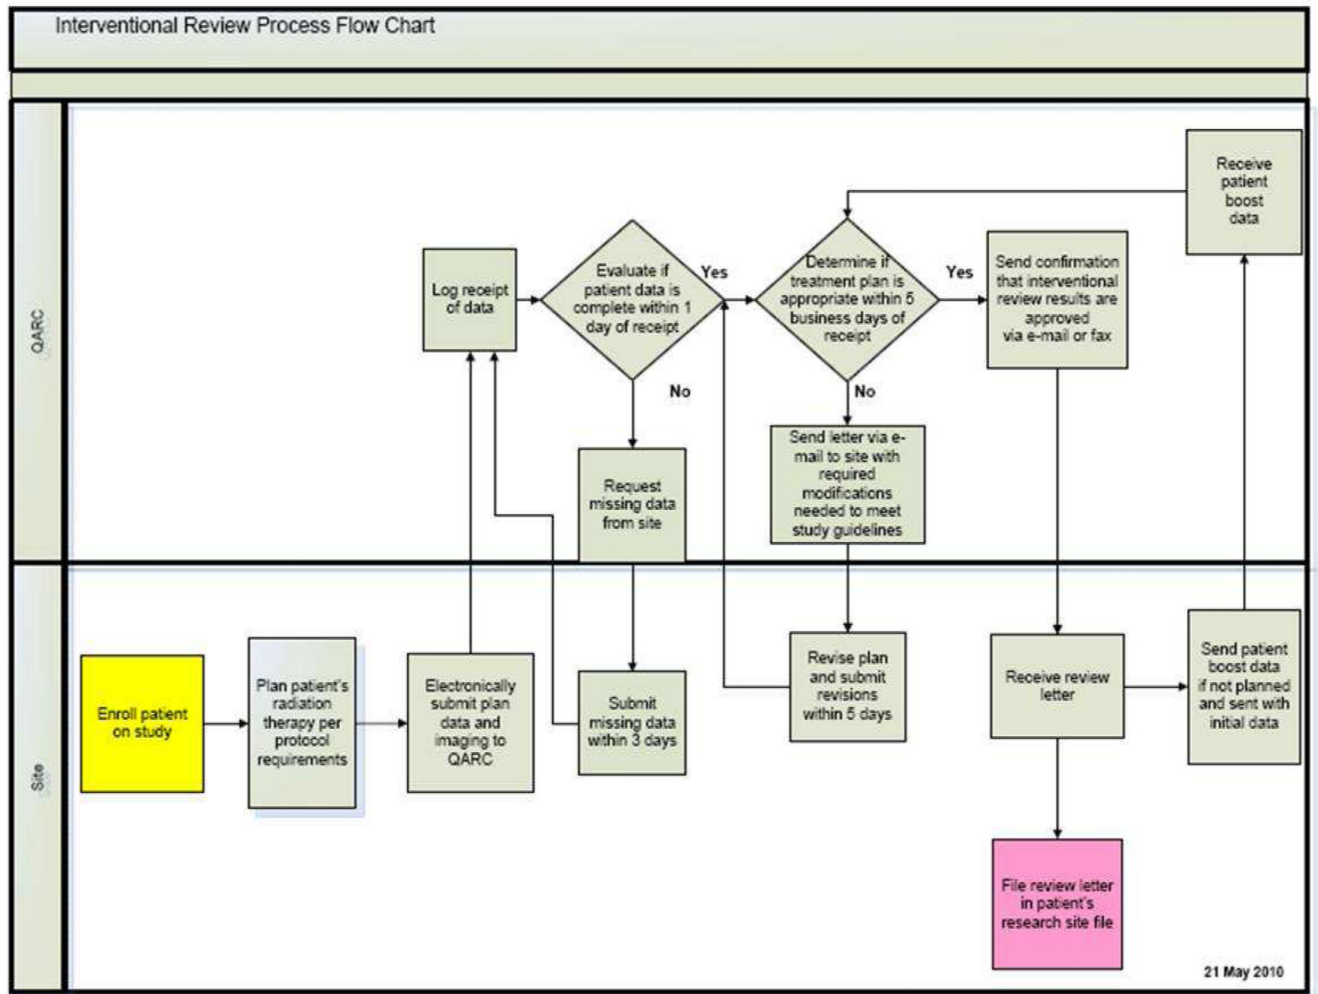 Interventional Review Process Flow Chart
QARC
Receive
patient
boost
data
Log receipt
of data
Evaluate if
patient data is
complete within 1
day of receipt
Yes
No
Determine if
treatment plan is
appropriate within 5
business days of
receipt
Yes
No
Send confirmation
that interventional
review results are
approved
via e-mail or fax
Request
missing data
from site
Send letter via e-
mail to site with
required
modifications
needed to meet
study guidelines
Site
Enroll patient
on study
Plan patient's
radiation
therapy per
protocol
requirements
Electronically
submit plan
data and
imaging to
QARC
Submit
missing data
within 3 days
Revise plan
and submit
revisions
within 5 days
Receive review
letter
Send patient
boost data
if not planned
and sent with
initial data
File review letter
in patient's
research site file
21 May 2010